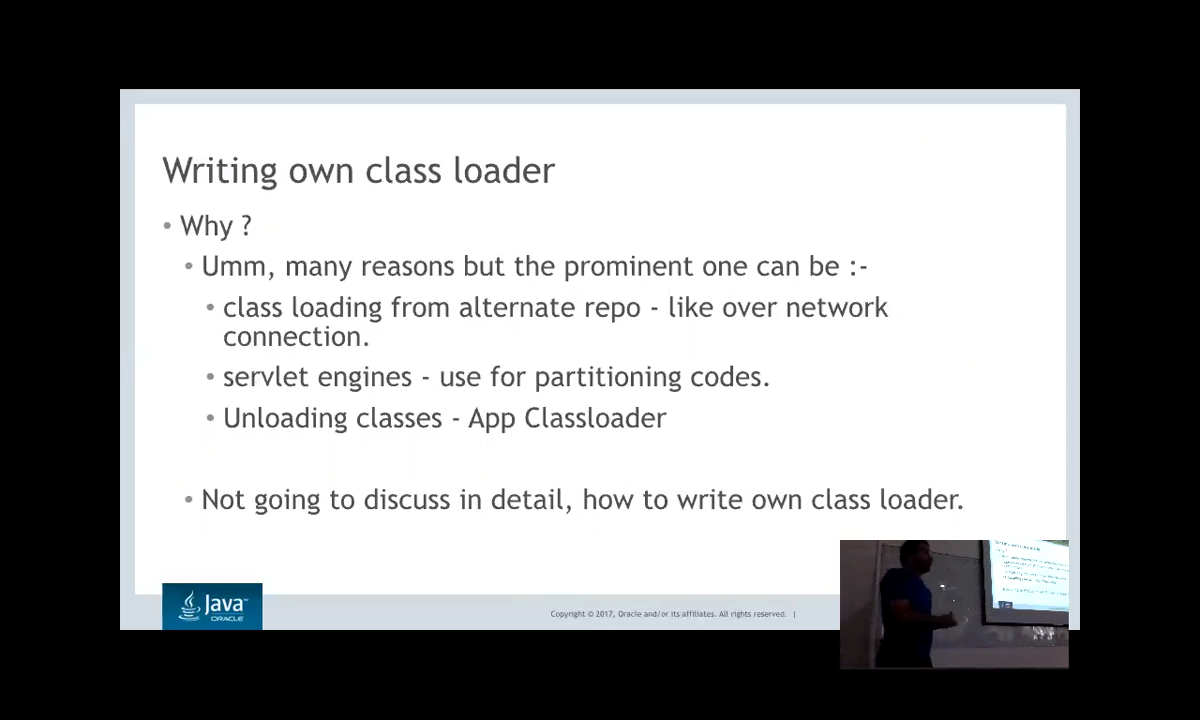 Writing own class loader
• Why ?
• Umm, many reasons but the prominent one can be :-
• class loading from alternate repo - like over network
connection.
• servlet engines - use for partitioning codes.
• Unloading classes - App Classloader
• Not going to discuss in detail, how to write own class loader.
Java™
ORACLE
Copyright © 2017, Oracle and/or its affiliates. All rights reserved. |